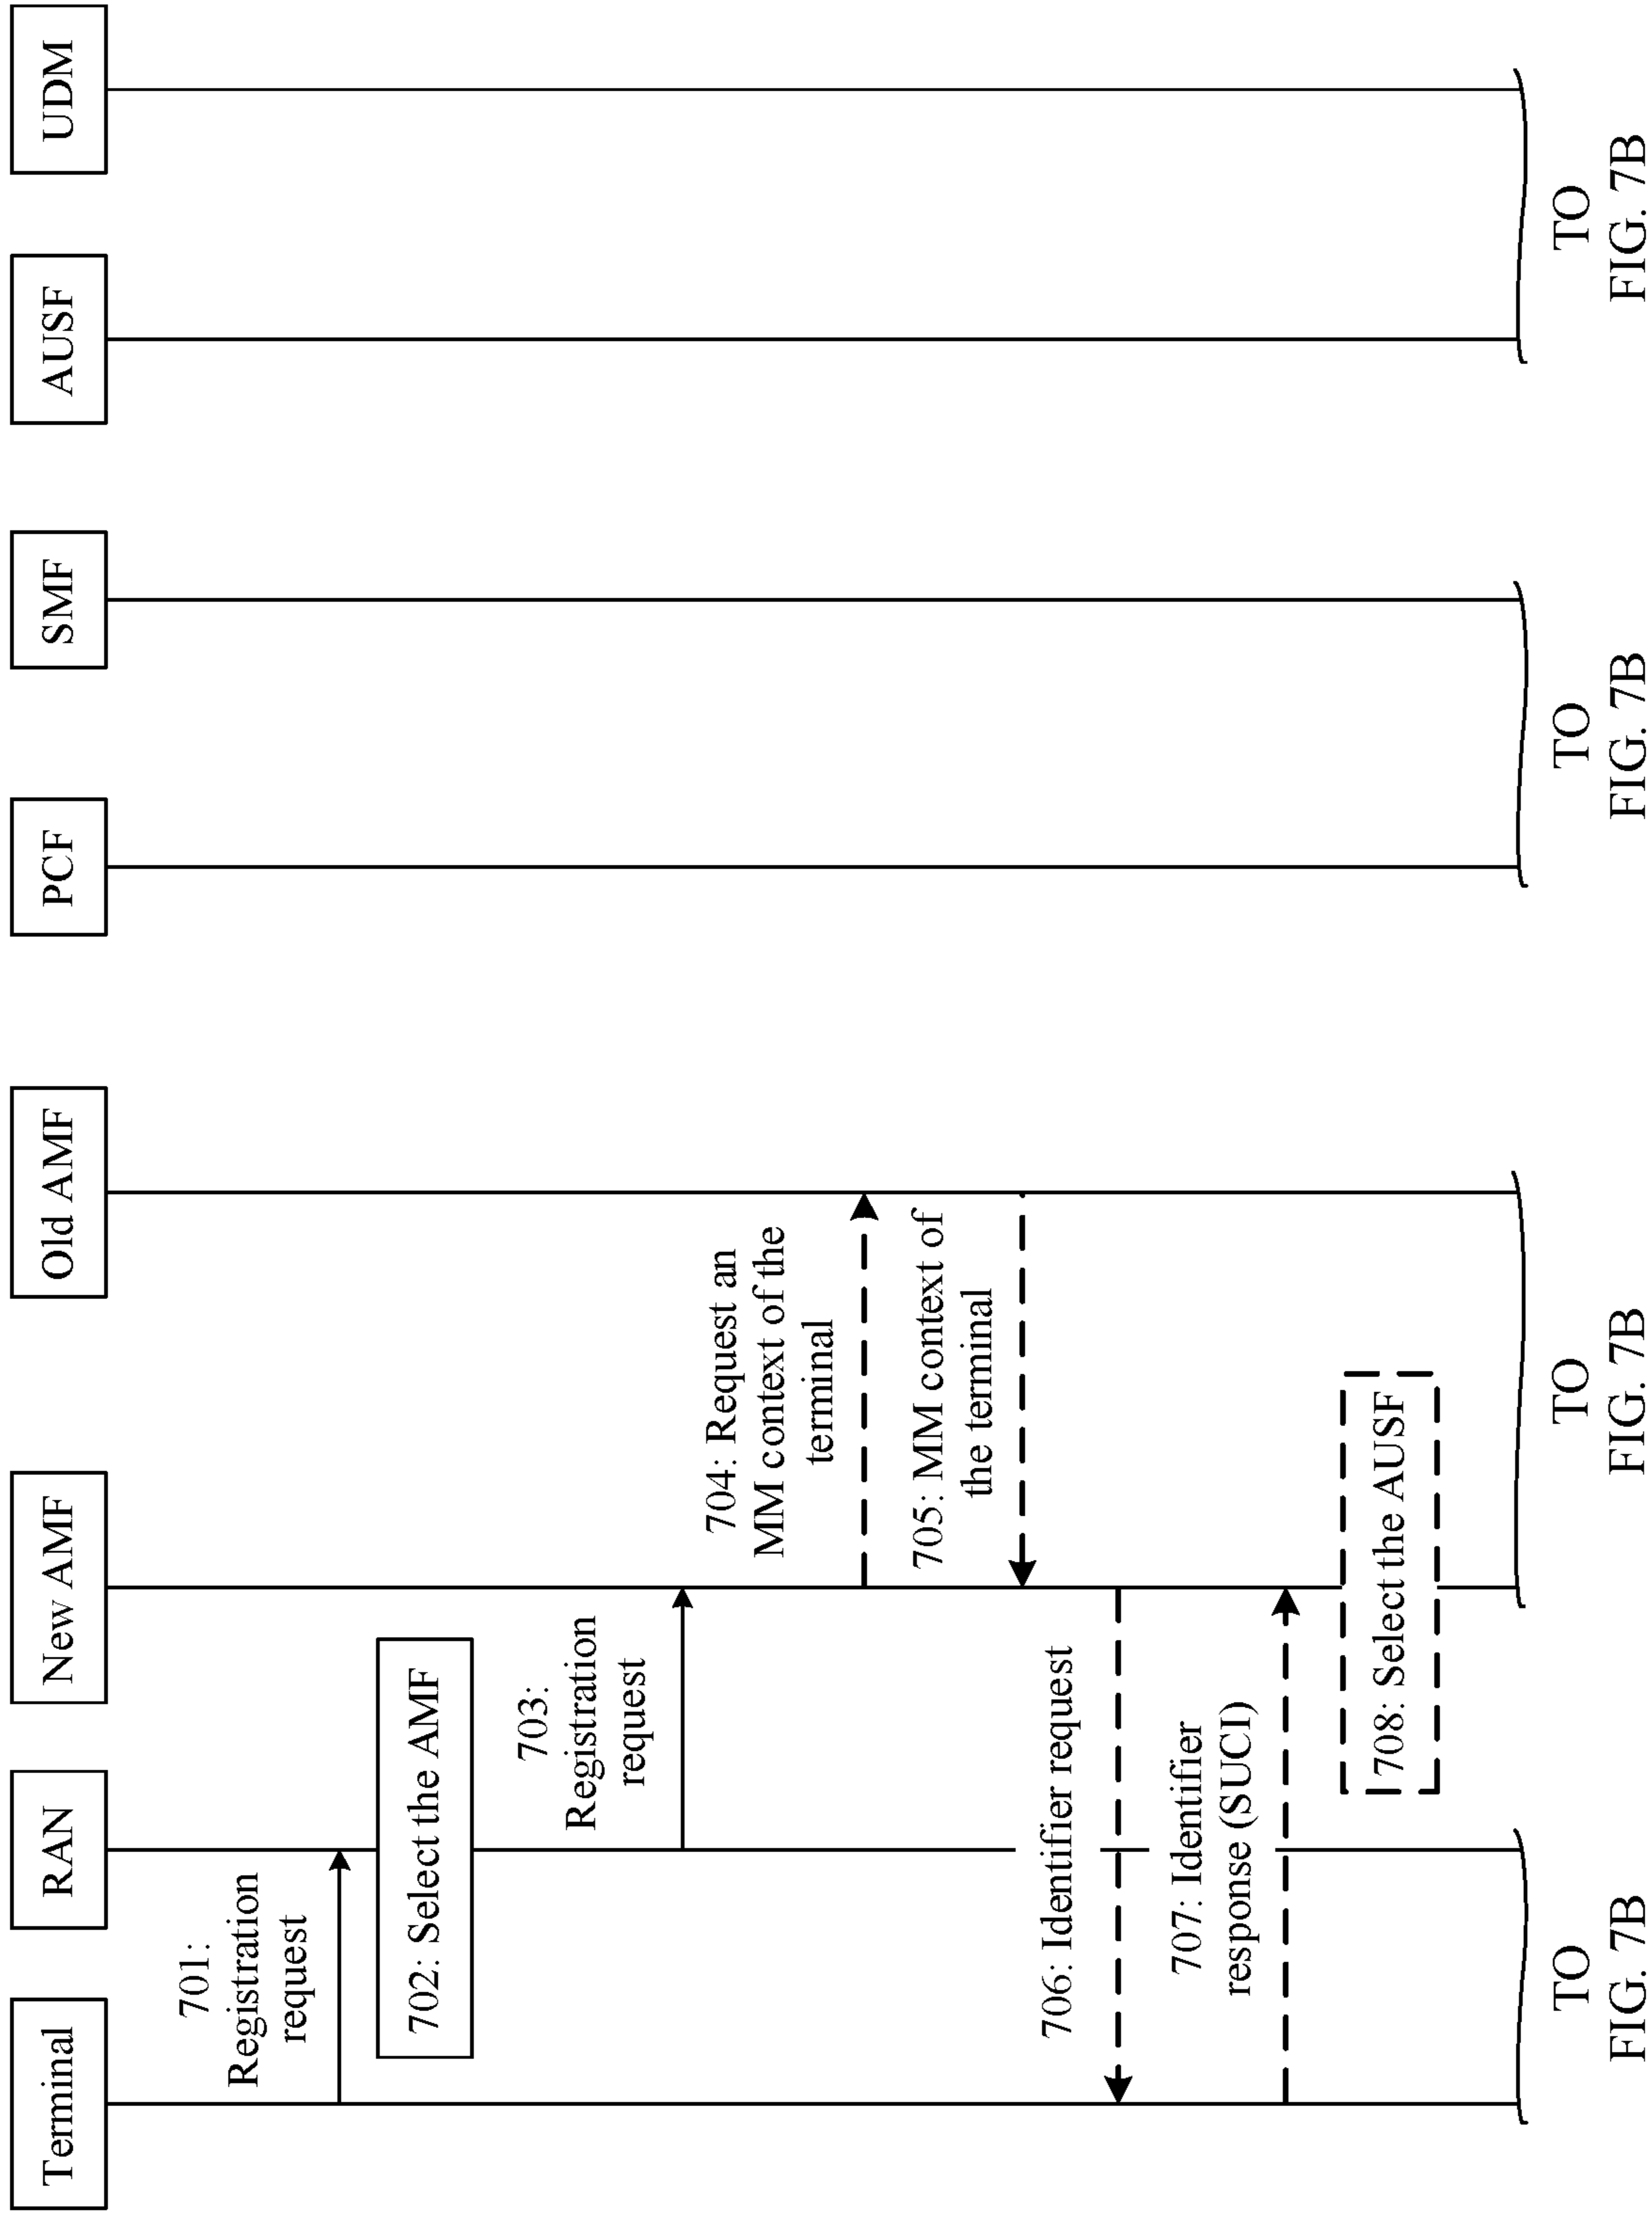 Terminal
RAN
New AMF
Old AMF
PCF
SMF
AUSF
UDM
701:
Registration
request
702: Select the AMF
703:
Registration
request
704: Request an
MM context of the
terminal
705: MM context of
the terminal
706: Identifier request
707: Identifier
response (SUCI)
708: Select the AUSF
TO
FIG. 7B
TO
FIG. 7B
TO
FIG. 7B
TO
FIG. 7B